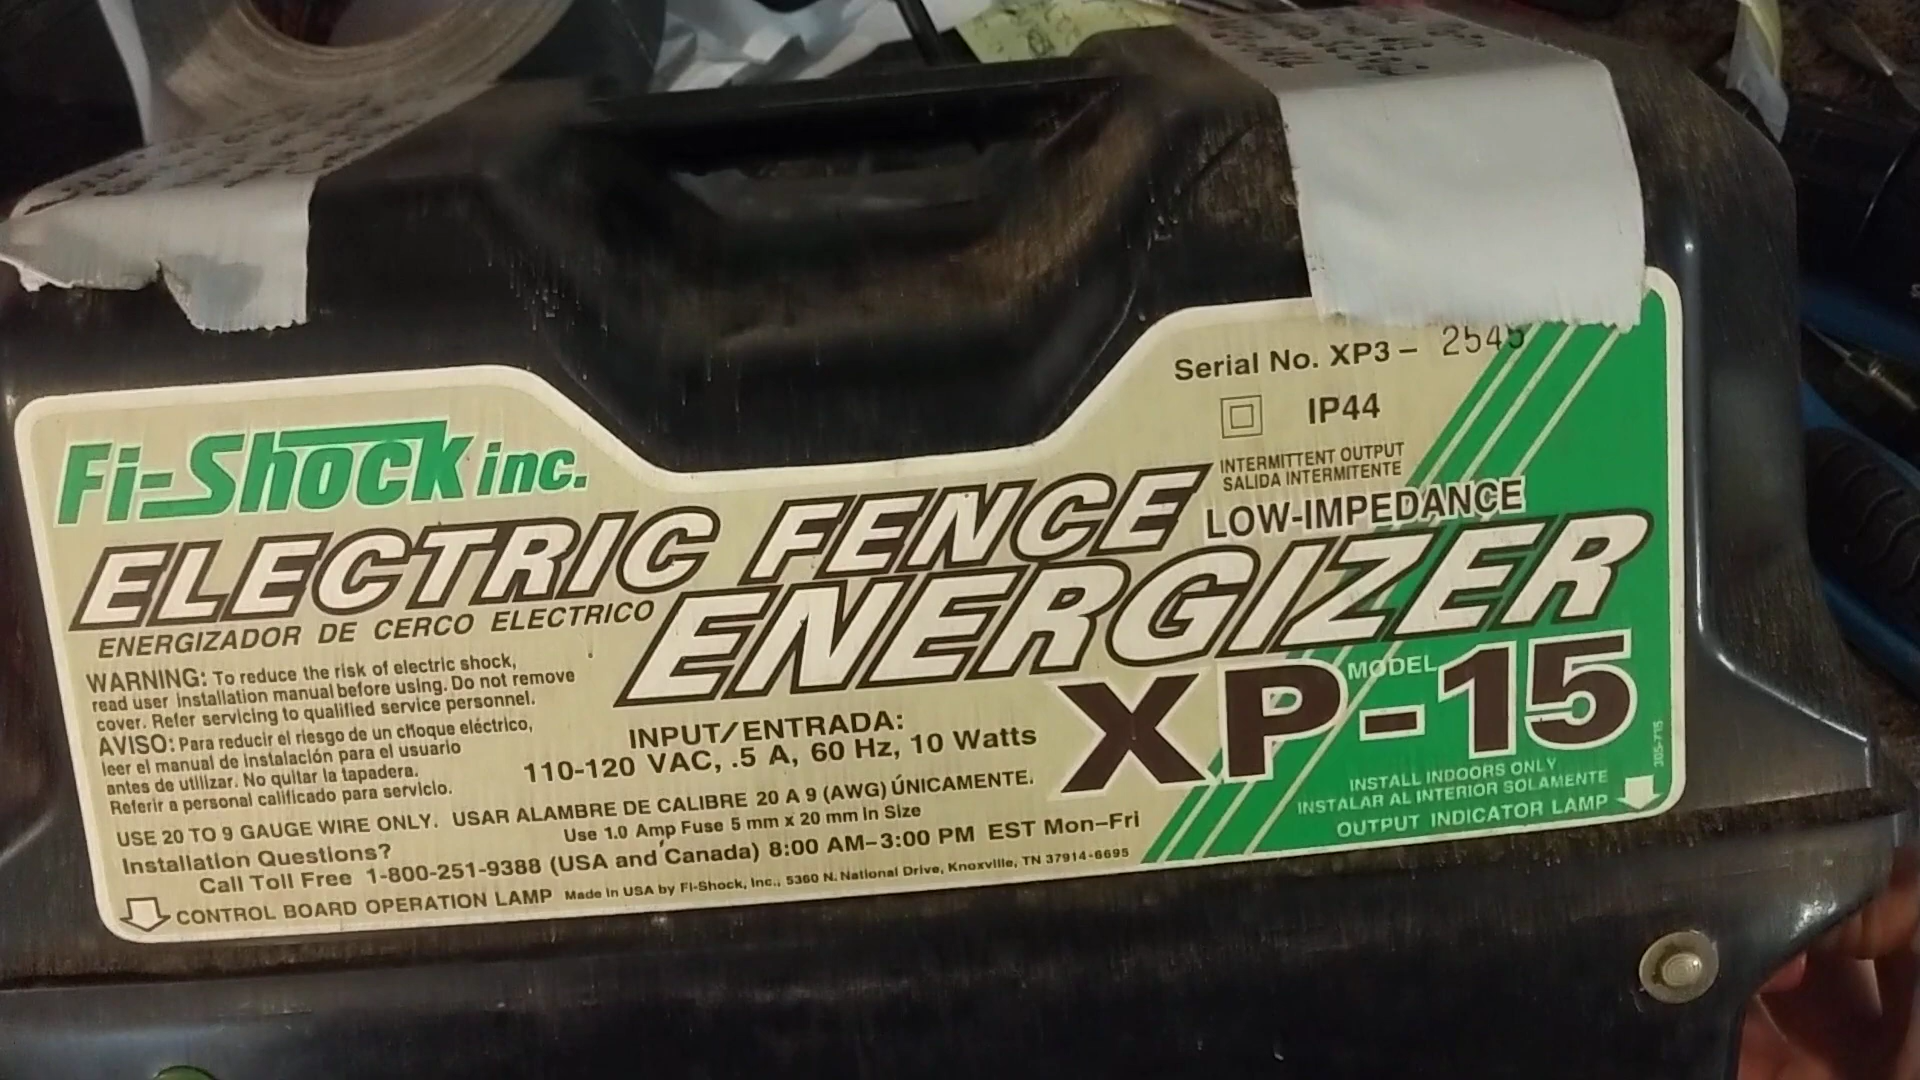 Serial No. XP3 – 2545
IP44
INTERMITTENT OUTPUT
SALIDA INTERMITENTE
LOW-IMPEDANCE
Fi-Shock inc.
ELECTRIC FENCE
ENERGIZER
ENERGIZADOR DE CERCO ELECTRICO
MODEL
XP-15
WARNING: To reduce the risk of electric shock,
read user installation manual before using. Do not remove
cover. Refer servicing to qualified service personnel.
AVISO: Para reducir el riesgo de un choque eléctrico,
leer el manual de instalación para el usuario
antes de utilizar. No quitar la tapadera.
Referir a personal calificado para servicio.
INPUT/ENTRADA:
110-120 VAC, .5 A, 60 Hz, 10 Watts
USE 20 TO 9 GAUGE WIRE ONLY. USAR ALAMBRE DE CALIBRE 20 A 9 (AWG) ÚNICAMENTE.
Use 1.0 Amp Fuse 5 mm x 20 mm in Size
Installation Questions?
Call Toll Free 1-800-251-9388 (USA and Canada) 8:00 AM–3:00 PM EST Mon–Fri
CONTROL BOARD OPERATION LAMP
Made in USA by Fi-Shock, Inc., 5360 N. National Drive, Knoxville, TN 37914-6695
INSTALL INDOORS ONLY
INSTALAR AL INTERIOR SOLAMENTE
OUTPUT INDICATOR LAMP
305-715